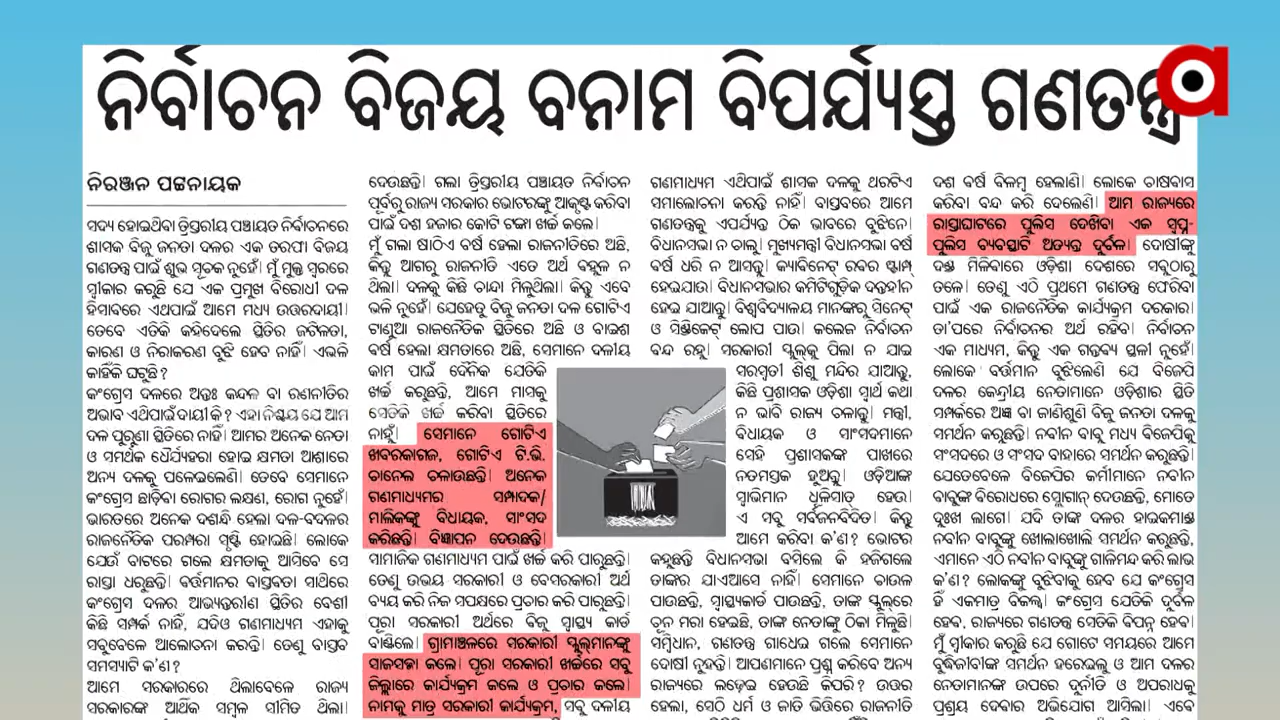 ନିର୍ବାଚନ ବିଜୟ ବନାମ ବିପର୍ଯ୍ୟସ୍ତ ଗଣତନ୍ତ୍ର
ନିରଞ୍ଜନ ପଟ୍ଟନାୟକ
ସଦ୍ୟ ହୋଇଥିବା ତ୍ରିସ୍ତରୀୟ ପଞ୍ଚାୟତ ନିର୍ବାଚନରେ
ଶାସକ ବିଜୁ ଜନତା ଦଳର ଏକ ତରଫା ବିଜୟ
ଗଣତନ୍ତ୍ର ପାଇଁ ଶୁଭ ସୂଚକ ନୁହେଁ। ମୁଁ ମୁକ୍ତ ସ୍ୱରରେ
ସ୍ୱୀକାର କରୁଛି ଯେ ଏକ ପ୍ରମୁଖ ବିରୋଧୀ ଦଳ
ହିସାବରେ ଏଥିପାଇଁ ଆମେ ମଧ୍ୟ ଉତ୍ତରଦାୟୀ।
ତେବେ ଏତିକି କହିଦେଲେ ସ୍ଥିତିର ଜଟିଳତା,
କାରଣ ଓ ନିରାକରଣ ବୁଝି ହେବ ନାହିଁ। ଏଭଳି
କାହିଁକି ଘଟୁଛି?
କଂଗ୍ରେସ ଦଳରେ ଅନ୍ତଃ କନ୍ଦଳ ବା ରଣନୀତିର
ଅଭାବ ଏଥିପାଇଁ ଦାୟୀ କି? ଏହା ନିଶ୍ଚୟ ଯେ ଆମ
ଦଳ ପୁରୁଣା ସ୍ଥିତିରେ ନାହିଁ। ଆମର ଅନେକ ନେତା
ଓ ସମର୍ଥକ ଧୈର୍ଯ୍ୟହରା ହୋଇ କ୍ଷମତା ଆଶାରେ
ଅନ୍ୟ ଦଳକୁ ପଳେଇଲେଣି। ତେବେ ସେମାନେ
କଂଗ୍ରେସ ଛାଡ଼ିବା ରୋଗର ଲକ୍ଷଣ, ରୋଗ ନୁହେଁ।
ଭାରତରେ ଅନେକ ଦଶନ୍ଧି ହେଲା ଦଳ-ବଦଳର
ରାଜନୈତିକ ପରମ୍ପରା ସୃଷ୍ଟି ହୋଇଛି। ଲୋକେ
ଯେଉଁ ବାଟରେ ଗଲେ କ୍ଷମତାକୁ ଆସିବେ ସେ
ରାସ୍ତା ଧରୁଛନ୍ତି। ବର୍ତ୍ତମାନର ବାସ୍ତବତା ସାଥିରେ
କଂଗ୍ରେସ ଦଳର ଆଭ୍ୟନ୍ତରୀଣ ସ୍ଥିତିର ବେଶୀ
କିଛି ସମ୍ପର୍କ ନାହିଁ, ଯଦିଓ ଗଣମାଧ୍ୟମ ଏହାକୁ
ସବୁବେଳେ ଆଲୋଚନା କରନ୍ତି। ତେଣୁ ବାସ୍ତବ
ସମସ୍ୟାଟି କ'ଣ?
ଆମେ ସରକାରରେ ଥିଲାବେଳେ ରାଜ୍ୟ
ସରକାରଙ୍କ ଆର୍ଥିକ ସମ୍ବଳ ସୀମିତ ଥିଲା।
ଦେଉଛନ୍ତି। ଗଲା ତ୍ରିସ୍ତରୀୟ ପଞ୍ଚାୟତ ନିର୍ବାଚନ
ପୂର୍ବରୁ ରାଜ୍ୟ ସରକାର ଭୋଟରଙ୍କୁ ଆକୃଷ୍ଟ କରିବା
ପାଇଁ ଦଶ ହଜାର କୋଟି ଟଙ୍କା ଖର୍ଚ୍ଚ କଲେ।
ମୁଁ ଗଲା ଷାଠିଏ ବର୍ଷ ହେଲା ରାଜନୀତିରେ ଅଛି,
କିନ୍ତୁ ଆଗରୁ ରାଜନୀତି ଏତେ ଅର୍ଥ ବହୁଳ ନ
ଥିଲା। ଦଳକୁ କିଛି ଚାନ୍ଦା ମିଳୁଥିଲା। କିନ୍ତୁ ଏବେ
ଭଳି ନୁହେଁ। ଯେହେତୁ ବିଜୁ ଜନତା ଦଳ ଗୋଟିଏ
ଟାଣୁଆ ରାଜନୈତିକ ସ୍ଥିତିରେ ଅଛି ଓ ବାଇଶ
ବର୍ଷ ହେଲା କ୍ଷମତାରେ ଅଛି, ସେମାନେ ଦଳୀୟ
କାମ ପାଇଁ ଦୈନିକ ଯେତିକି
ଖର୍ଚ୍ଚ କରୁଛନ୍ତି, ଆମେ ମାସକୁ
ସେତିକି ଖର୍ଚ୍ଚ କରିବା ସ୍ଥିତିରେ
ନାହୁଁ। ସେମାନେ ଗୋଟିଏ
ଖବରକାଗଜ, ଗୋଟିଏ ଟି.ଭି.
ଚାନେଲ ଚଳାଉଛନ୍ତି। ଅନେକ
ଗଣମାଧ୍ୟମର ସମ୍ପାଦକ/
ମାଲିକଙ୍କୁ ବିଧାୟକ, ସାଂସଦ
କରିଛନ୍ତି। ବିଜ୍ଞାପନ ଦେଉଛନ୍ତି।
ସାମାଜିକ ଗଣମାଧ୍ୟମ ପାଇଁ ଖର୍ଚ୍ଚ କରି ପାରୁଛନ୍ତି।
ତେଣୁ ଉଭୟ ସରକାରୀ ଓ ବେସରକାରୀ ଅର୍ଥ
ବ୍ୟୟ କରି ନିଜ ସପକ୍ଷରେ ପ୍ରଚାର କରି ପାରୁଛନ୍ତି।
ପୂରା ସରକାରୀ ଅର୍ଥରେ ବିଜୁ ସ୍ୱାସ୍ଥ୍ୟ କାର୍ଡ
ବାଣ୍ଟିଲେ। ଗ୍ରାମାଞ୍ଚଳରେ ସରକାରୀ ସ୍କୁଲ୍‌ମାନଙ୍କୁ
ସାଜସଜ୍ଜା କଲେ। ପୂରା ସରକାରୀ ଖର୍ଚ୍ଚରେ ସବୁ
ଜିଲ୍ଲାରେ କାର୍ଯ୍ୟକ୍ରମ କଲେ ଓ ପ୍ରଚାର କଲେ।
ନାମକୁ ମାତ୍ର ସରକାରୀ କାର୍ଯ୍ୟକ୍ରମ, ସବୁ ଦଳୀୟ
ଗଣମାଧ୍ୟମ ଏଥିପାଇଁ ଶାସକ ଦଳକୁ ଥରଟିଏ
ସମାଲୋଚନା କରନ୍ତି ନାହିଁ। ବାସ୍ତବରେ ଆମେ
ଗଣତନ୍ତ୍ରକୁ ଏପର୍ଯ୍ୟନ୍ତ ଠିକ ଭାବରେ ବୁଝିନୋ।
ବିଧାନସଭା ନ ଚାଲୁ। ମୁଖ୍ୟମନ୍ତ୍ରୀ ବିଧାନସଭା ବର୍ଷ
ବର୍ଷ ଧରି ନ ଆସନ୍ତୁ। କ୍ୟାବିନେଟ୍ ରବର ଷ୍ଟାମ୍ପ
ହେଇଯାଉ। ବିଧାନସଭାର କମିଟିଗୁଡ଼ିକ ଦନ୍ତହୀନ
ହେଇ ଯାଆନ୍ତୁ। ବିଶ୍ୱବିଦ୍ୟାଳୟ ମାନଙ୍କରୁ ସିନେଟ୍
ଓ ସିଣ୍ଡିକେଟ୍ ଲୋପ ପାଉ। କଲେଜ ନିର୍ବାଚନ
ବନ୍ଦ ରହୁ। ସରକାରୀ ସ୍କୁଲ୍‌କୁ ପିଲା ନ ଯାଇ
ସରସ୍ୱତୀ ଶିଶୁ ମନ୍ଦିର ଯାଆନ୍ତୁ,
କିଛି ପ୍ରଶାସକ ଓଡ଼ିଶା ସ୍ୱାର୍ଥ କଥା
ନ ଭାବି ରାଜ୍ୟ ଚଳାନ୍ତୁ। ମନ୍ତ୍ରୀ,
ବିଧାୟକ ଓ ସାଂସଦମାନେ
ସେହି ପ୍ରଶାସକଙ୍କ ପାଖରେ
ନତମସ୍ତକ ହୁଅନ୍ତୁ। ଓଡ଼ିଆଙ୍କ
ସ୍ୱାଭିମାନ ଧୂଳିସାତ୍ ହେଉ।
ଏ ସବୁ ସର୍ବଜନବିଦିତ। କିନ୍ତୁ
ଆମେ କରିବା କ'ଣ? ଭୋଟର
କହୁଛନ୍ତି ବିଧାନସଭା ବସିଲେ କି ହଜିଗଲେ
ତାଙ୍କର ଯାଏଆସେ ନାହିଁ। ସେମାନେ ଚାଉଳ
ପାଉଛନ୍ତି, ସ୍ୱାସ୍ଥ୍ୟକାର୍ଡ ପାଉଛନ୍ତି, ତାଙ୍କ ସ୍କୁଲ୍‌ରେ
ଚୂନ ମରା ହେଇଛି, ତାଙ୍କ ନେତାଙ୍କୁ ଠିକା ମିଳୁଛି।
ସମ୍ବିଧାନ, ଗଣତନ୍ତ୍ର ଗାଧେଇ ଗଲେ ସେମାନେ
ଦୋଷୀ ନୁହନ୍ତି। ଆପଣମାନେ ପ୍ରଶ୍ନ କରିବେ ଅନ୍ୟ
ରାଜ୍ୟରେ ଲଢ଼େଇ ହେଉଛି କିପରି? ଉତ୍ତର
ହେଲା, ସେଠି ଧର୍ମ ଓ ଜାତି ଭିତ୍ତିରେ ରାଜନୀତି
ଦଶ ବର୍ଷ ବିଳମ୍ବ ହେଲାଣି। ଲୋକେ ଚାଷବାସ
କରିବା ବନ୍ଦ କରି ଦେଲେଣି। ଆମ ରାଜ୍ୟରେ
ରାସ୍ତାଘାଟରେ ପୁଲିସ ଦେଖିବା ଏକ ସ୍ୱପ୍ନ-
ପୁଲିସ ବ୍ୟବସ୍ଥାଟି ଅତ୍ୟନ୍ତ ଦୁର୍ବଳ। ଦୋଷୀଙ୍କୁ
ଦଣ୍ଡ ମିଳିବାରେ ଓଡ଼ିଶା ଦେଶରେ ସବୁଠାରୁ
ତଳେ। ତେଣୁ ଏଠି ପ୍ରଥମେ ଗଣତନ୍ତ୍ର ଫେରିବା
ପାଇଁ ଏକ ରାଜନୈତିକ କାର୍ଯ୍ୟକ୍ରମ ଦରକାର।
ତା'ପରେ ନିର୍ବାଚନର ଅର୍ଥ ରହିବ। ନିର୍ବାଚନ
ଏକ ମାଧ୍ୟମ, କିନ୍ତୁ ଏକ ଗନ୍ତବ୍ୟ ସ୍ଥଳୀ ନୁହେଁ।
ଲୋକେ ବର୍ତ୍ତମାନ ବୁଝିଲେଣି ଯେ ବିଜେପି
ଦଳର କେନ୍ଦ୍ରୀୟ ନେତାମାନେ ଓଡ଼ିଶାର ସ୍ଥିତି
ସମ୍ପର୍କରେ ଅଜ୍ଞ ବା ଜାଣିଶୁଣି ବିଜୁ ଜନତା ଦଳକୁ
ସମର୍ଥନ କରୁଛନ୍ତି। ନବୀନ ବାବୁ ମଧ୍ୟ ବିଜେପିକୁ
ସଂସଦରେ ଓ ସଂସଦ ବାହାରେ ସମର୍ଥନ କରୁଛନ୍ତି।
ଯେତେବେଳେ ବିଜେପିର କର୍ମୀମାନେ ନବୀନ
ବାବୁଙ୍କ ବିରୋଧରେ ସ୍ଲୋଗାନ୍ ଦେଉଛନ୍ତି, ମୋତେ
ଦୁଃଖ ଲାଗେ। ଯଦି ତାଙ୍କ ଦଳର ହାଇକମାଣ୍ଡ
ନବୀନ ବାବୁଙ୍କୁ ଖୋଲାଖୋଲି ସମର୍ଥନ କରୁଛନ୍ତି,
ଏମାନେ ଏଠି ନବୀନ ବାବୁଙ୍କୁ ଗାଳିମନ୍ଦ କରି ଲାଭ
କ'ଣ? ଲୋକଙ୍କୁ ବୁଝିବାକୁ ହେବ ଯେ କଂଗ୍ରେସ
ହିଁ ଏକମାତ୍ର ବିକଳ୍ପ। କଂଗ୍ରେସ ଯେତିକି ଦୁର୍ବଳ
ହେବ, ରାଜ୍ୟରେ ଗଣତନ୍ତ୍ର ସେତିକି ବିପନ୍ନ ହେବ।
ମୁଁ ସ୍ୱୀକାର କରୁଛି ଯେ ଗୋଟେ ସମୟରେ ଆମେ
ବୁଦ୍ଧିଜୀବୀଙ୍କ ସମର୍ଥନ ହରେଇଲୁ ଓ ଆମ ଦଳର
ନେତାମାନଙ୍କ ଉପରେ ଦୁର୍ନୀତି ଓ ଅପରାଧକୁ
ପ୍ରଶ୍ରୟ ଦେବାର ଅଭିଯୋଗ ଆସିଲା। ଏବେ